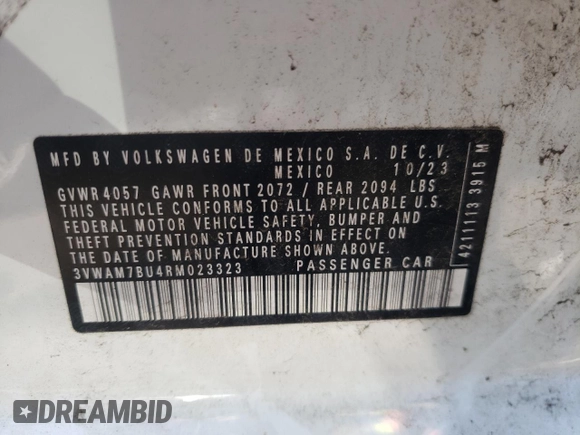 MFD BY VOLKSWAGEN DE MEXICO S.A. DE C.V.
MEXICO 10/23
GVWR 4057 GAWR FRONT 2072 / REAR 2094 LBS
THIS VEHICLE CONFORMS TO ALL APPLICABLE U.S.
FEDERAL MOTOR VEHICLE SAFETY, BUMPER AND
THEFT PREVENTION STANDARDS IN EFFECT ON
THE DATE OF MANUFACTURE SHOWN ABOVE.
3VWAM7BU4RM023323 PASSENGER CAR
4211113 3915 M
DREAMBID